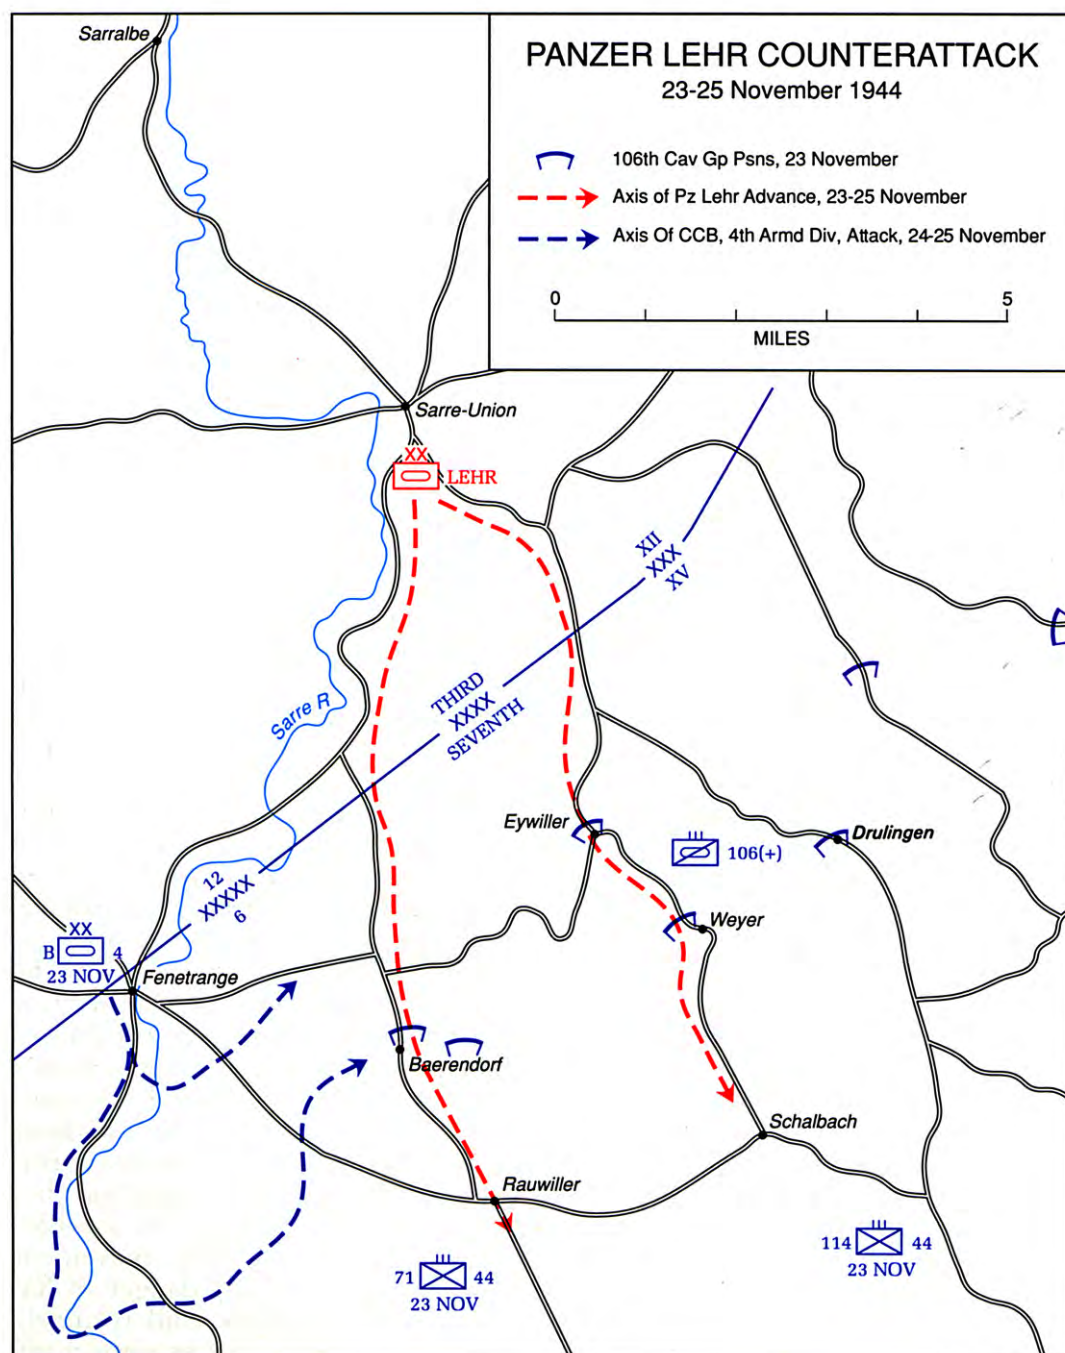 PANZER LEHR COUNTERATTACK
23-25 November 1944
106th Cav Gp Psns, 23 November
Axis of Pz Lehr Advance, 23-25 November
Axis Of CCB, 4th Armd Div, Attack, 24-25 November
0 5
MILES
Sarralbe
Sarre-Union
XX
LEHR
XII
XXX
XV
Sarre R
THIRD
XXXX
SEVENTH
Eywiller
106(+)
Drulingen
12
XXXXX
6
Weyer
XX
B 4
23 NOV
Fenetrange
Baerendorf
Schalbach
Rauwiller
114 44
23 NOV
71 44
23 NOV